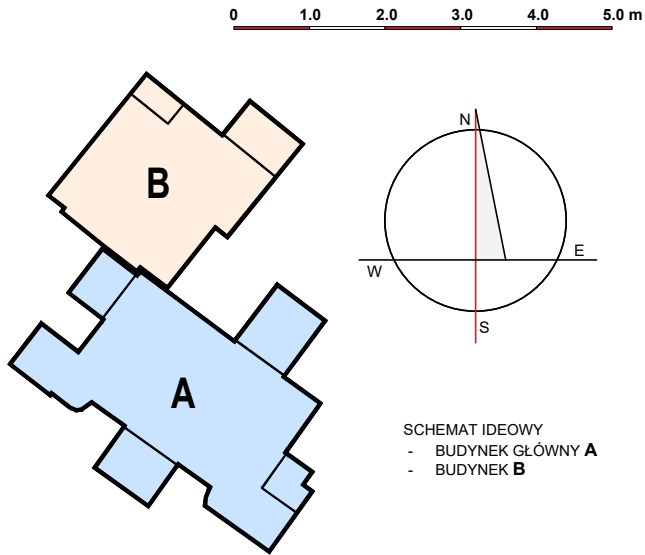 0 1.0 2.0 3.0 4.0 5.0 m
N
B
E
W
S
A
SCHEMAT IDEOWY
- BUDYNEK GŁÓWNY A
- BUDYNEK B